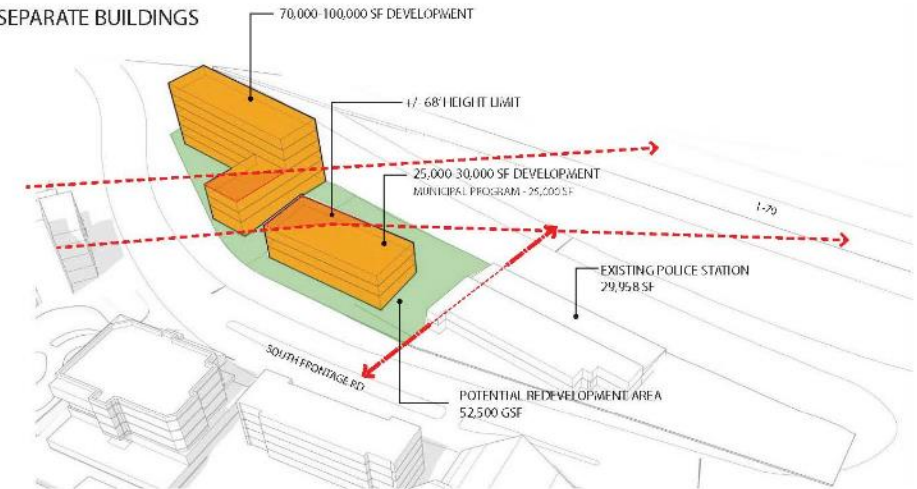 SEPARATE BUILDINGS
70,000-100,000 SF DEVELOPMENT
+/- 68' HEIGHT LIMIT
25,000-30,000 SF DEVELOPMENT
MUNICIPAL PROGRAM - 25,000 SF
I-70
EXISTING POLICE STATION
29,958 SF
SOUTH FRONTAGE RD
POTENTIAL REDEVELOPMENT AREA
52,500 GSF